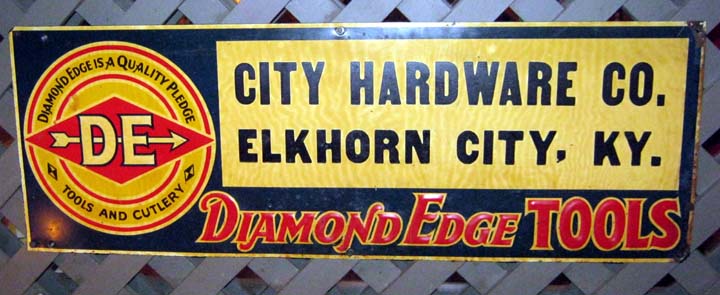 DIAMOND EDGE IS A QUALITY PLEDGE
D-E
TOOLS AND CUTLERY
CITY HARDWARE CO.
ELKHORN CITY, KY.
DIAMOND EDGE TOOLS